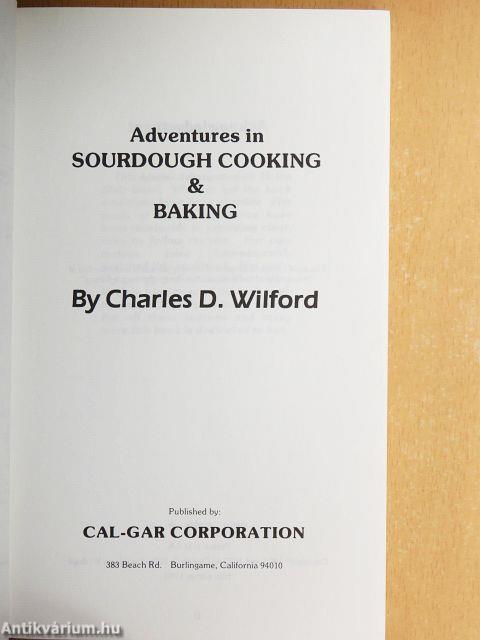 Adventures in
SOURDOUGH COOKING
&
BAKING
By Charles D. Wilford
Published by:
CAL-GAR CORPORATION
383 Beach Rd. Burlingame, California 94010
Antikvárium.hu